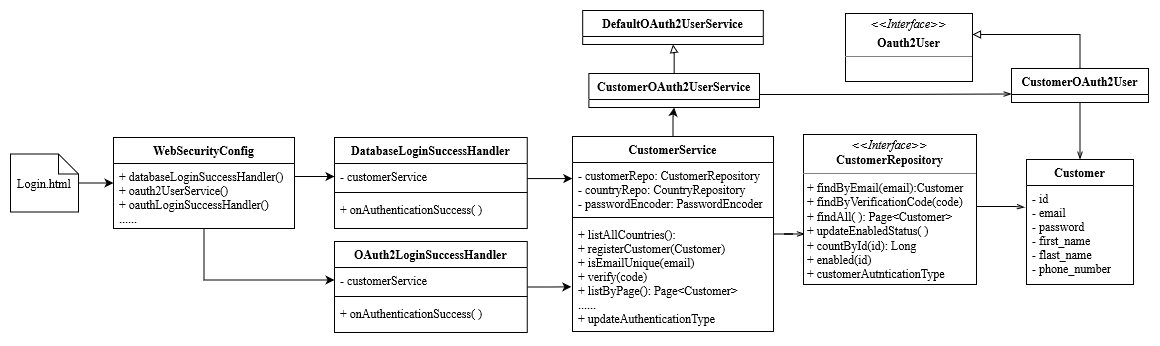 DefaultOAuth2UserService
<<Interface>>
Oauth2User
CustomerOAuth2UserService
CustomerOAuth2User
Login.html
WebSecurityConfig
+ databaseLoginSuccessHandler()
+ oauth2UserService()
+ oauthLoginSuccessHandler()
......
DatabaseLoginSuccessHandler
- customerService
+ onAuthenticationSuccess( )
OAuth2LoginSuccessHandler
- customerService
+ onAuthenticationSuccess( )
CustomerService
- customerRepo: CustomerRepository
- countryRepo: CountryRepository
- passwordEncoder: PasswordEncoder
+ listAllCountries():
+ registerCustomer(Customer)
+ isEmailUnique(email)
+ verify(code)
+ listByPage(): Page<Customer>
......
+ updateAuthenticationType
<<Interface>>
CustomerRepository
+ findByEmail(email):Customer
+ findByVerificationCode(code)
+ findAll( ): Page<Customer>
+ updateEnabledStatus( )
+ countById(id): Long
+ enabled(id)
+ customerAutnticationType
Customer
- id
- email
- password
- first_name
- flast_name
- phone_number